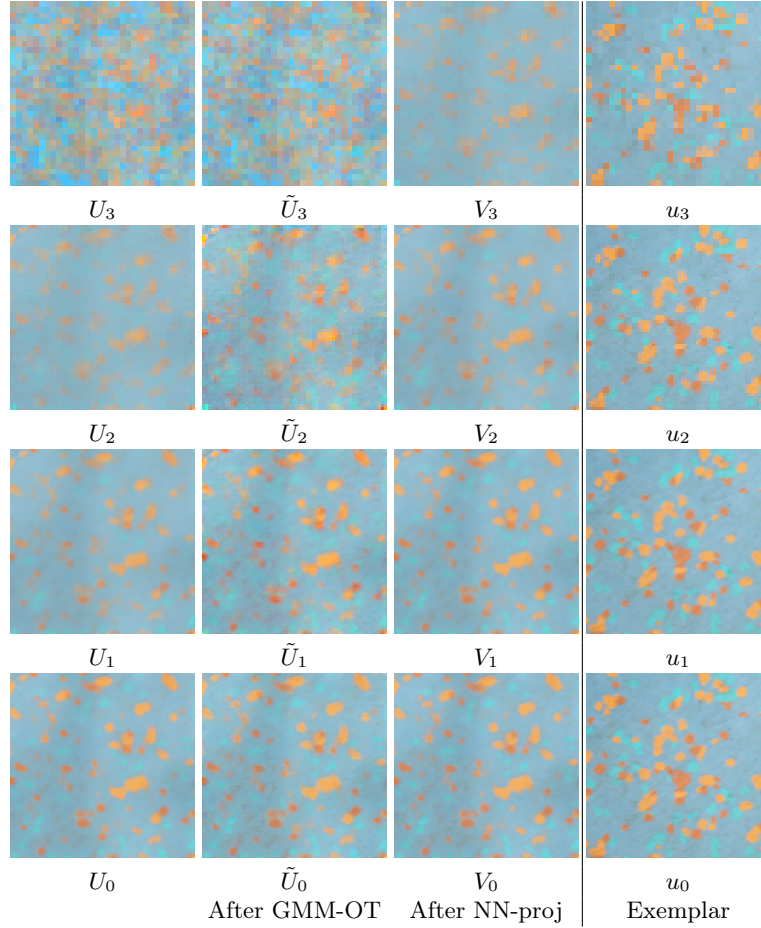 U₃ Ũ₃ V₃ u₃
U₂ Ũ₂ V₂ u₂
U₁ Ũ₁ V₁ u₁
U₀ Ũ₀ V₀ u₀
After GMM-OT After NN-proj Exemplar